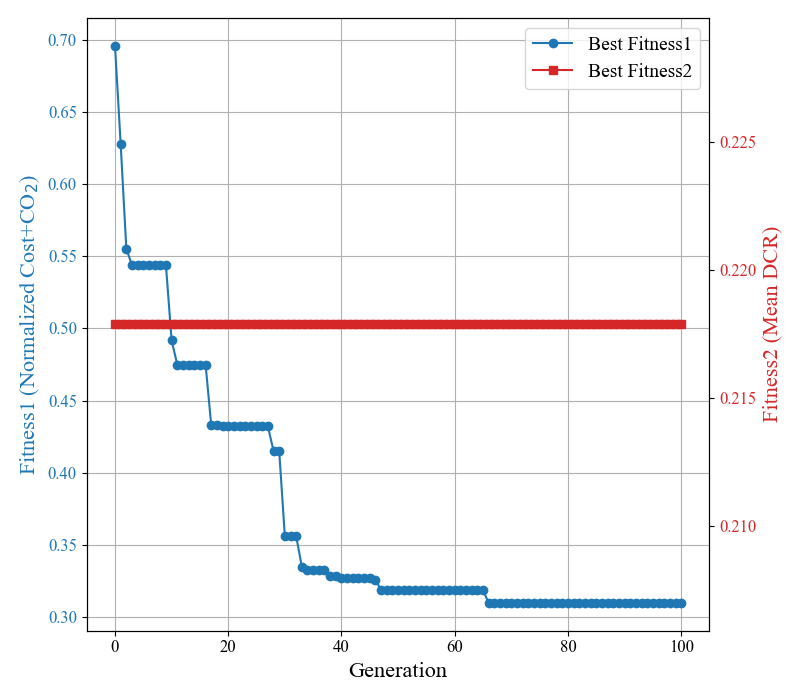 Best Fitness1
Best Fitness2
Fitness1 (Normalized Cost+CO₂)
0.70
0.65
0.60
0.55
0.50
0.45
0.40
0.35
0.30
0.225
0.220
0.215
0.210
Fitness2 (Mean DCR)
0 20 40 60 80 100
Generation